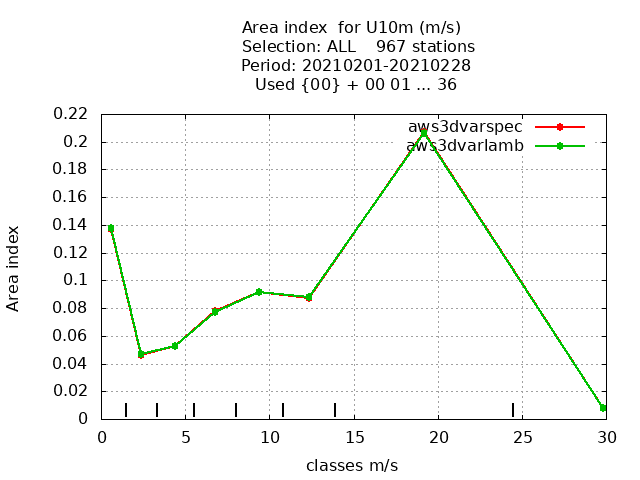 Area index  for U10m (m/s)
Selection: ALL    967 stations
Period: 20210201-20210228
Used {00} + 00 01 ... 36
0.22
0.2
0.18
0.16
0.14
0.12
0.1
0.08
0.06
0.04
0.02
0
Area index
aws3dvarspec
aws3dvarlamb
0 5 10 15 20 25 30
classes m/s